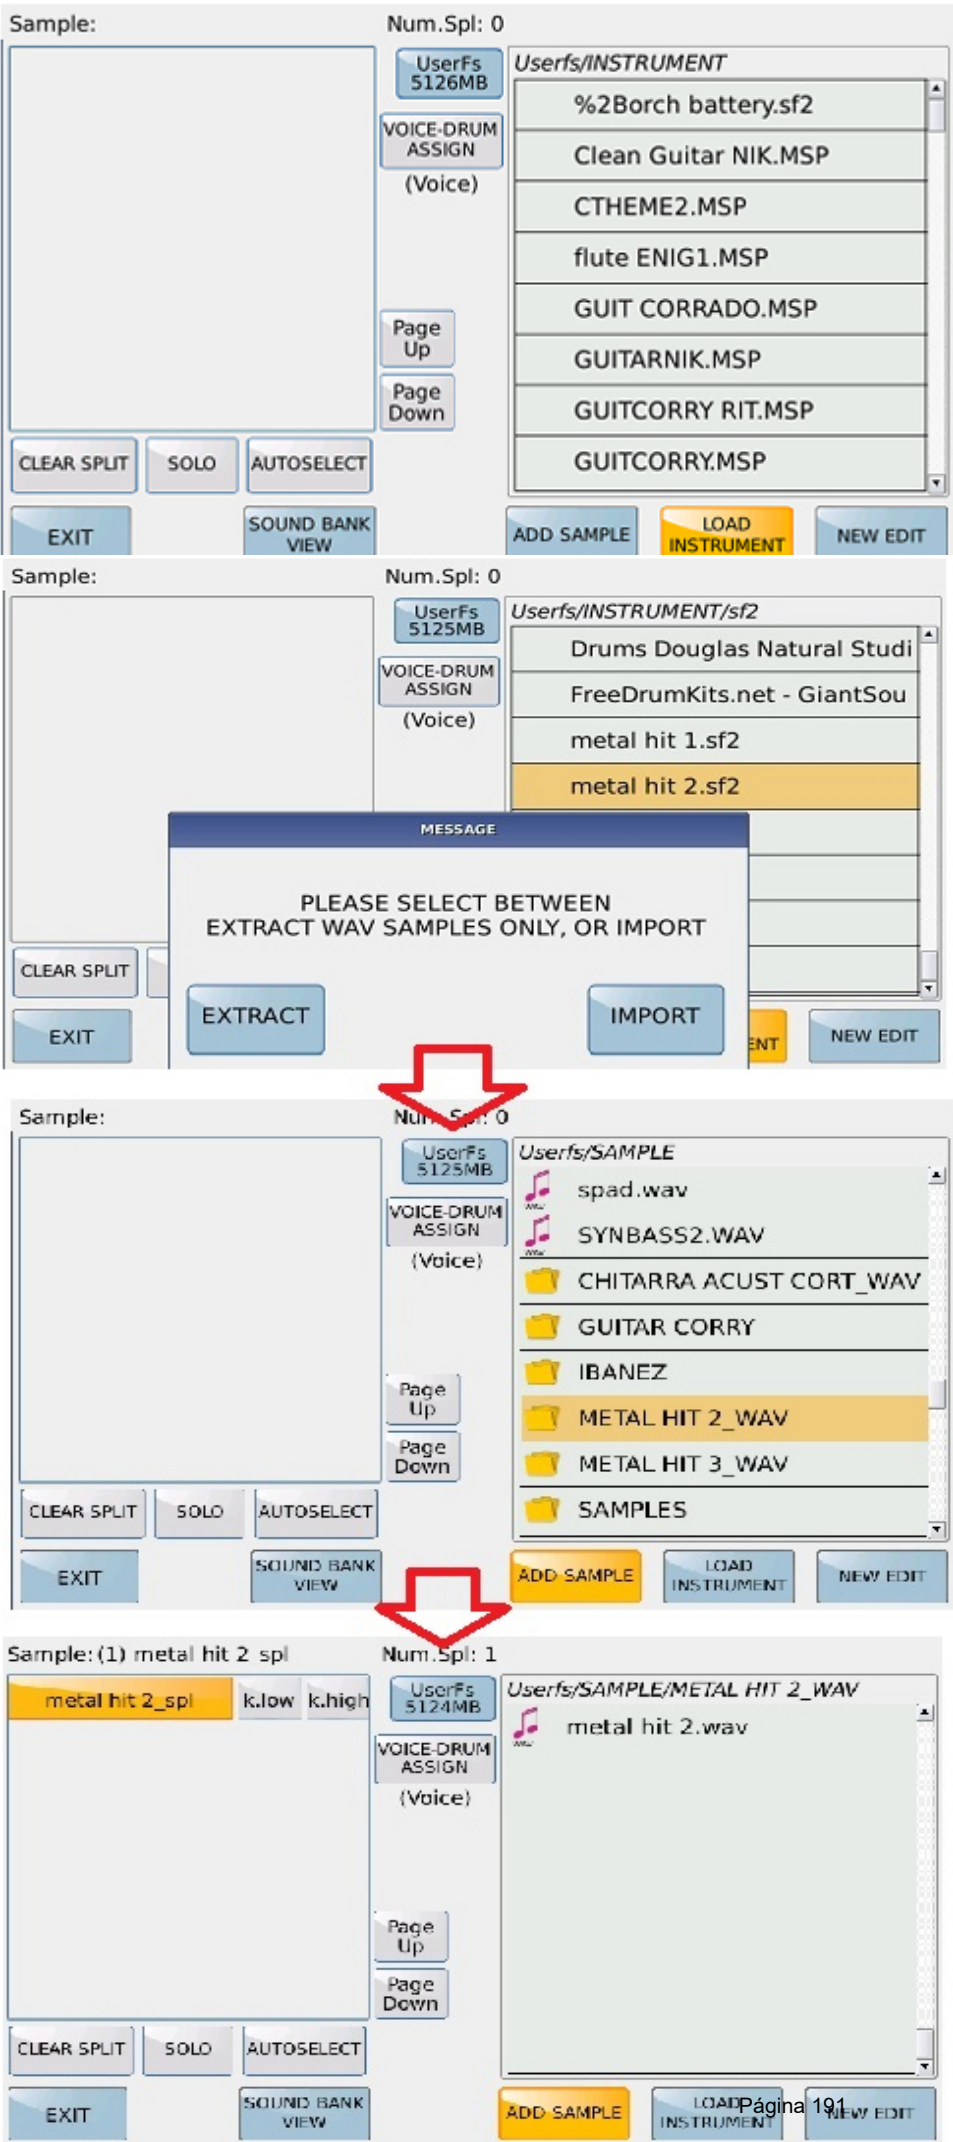 Sample:
Num.Spl: 0
UserFs
5126MB
Userfs/INSTRUMENT
%2Borch battery.sf2
VOICE-DRUM
ASSIGN
(Voice)
Clean Guitar NIK.MSP
CTHEME2.MSP
flute ENIG1.MSP
GUIT CORRADO.MSP
Page
Up
GUITARNIK.MSP
Page
Down
GUITCORRY RIT.MSP
GUITCORRY.MSP
CLEAR SPLIT
SOLO
AUTOSELECT
EXIT
SOUND BANK
VIEW
ADD SAMPLE
LOAD
INSTRUMENT
NEW EDIT
Sample:
Num.Spl: 0
UserFs
5125MB
Userfs/INSTRUMENT/sf2
Drums Douglas Natural Studi
VOICE-DRUM
ASSIGN
(Voice)
FreeDrumKits.net - GiantSou
metal hit 1.sf2
metal hit 2.sf2
MESSAGE
PLEASE SELECT BETWEEN
EXTRACT WAV SAMPLES ONLY, OR IMPORT
EXTRACT
IMPORT
CLEAR SPLIT
EXIT
ENT
NEW EDIT
Sample:
Num.Spl: 0
UserFs
5125MB
Userfs/SAMPLE
spad.wav
VOICE-DRUM
ASSIGN
(Voice)
SYNBASS2.WAV
CHITARRA ACUST CORT_WAV
GUITAR CORRY
IBANEZ
Page
Up
METAL HIT 2_WAV
Page
Down
METAL HIT 3_WAV
SAMPLES
CLEAR SPLIT
SOLO
AUTOSELECT
EXIT
SOUND BANK
VIEW
ADD SAMPLE
LOAD
INSTRUMENT
NEW EDIT
Sample: (1) metal hit 2_spl
Num.Spl: 1
metal hit 2_spl
k.low
k.high
UserFs
5124MB
Userfs/SAMPLE/METAL HIT 2_WAV
metal hit 2.wav
VOICE-DRUM
ASSIGN
(Voice)
Page
Up
Page
Down
CLEAR SPLIT
SOLO
AUTOSELECT
EXIT
SOUND BANK
VIEW
ADD SAMPLE
LOAD
INSTRUMENT
NEW EDIT
Página 191